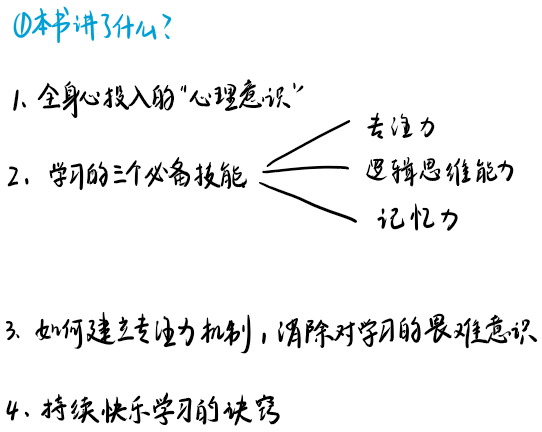 ①本书讲了什么?
1、全身心投入的“心理意识”
2、学习的三个必备技能
专注力
逻辑思维能力
记忆力
3、如何建立专注力机制，消除对学习的畏难意识
4、持续快乐学习的诀窍